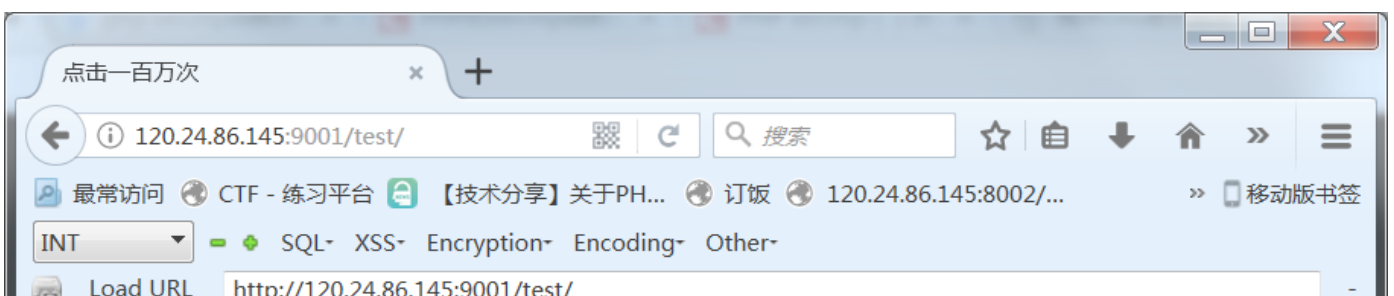 点击一百万次
120.24.86.145:9001/test/
搜索
最常访问 CTF - 练习平台 【技术分享】关于PH... 订饭 120.24.86.145:8002/... » 移动版书签
INT SQL- XSS- Encryption- Encoding- Other-
Load URL http://120.24.86.145:9001/test/